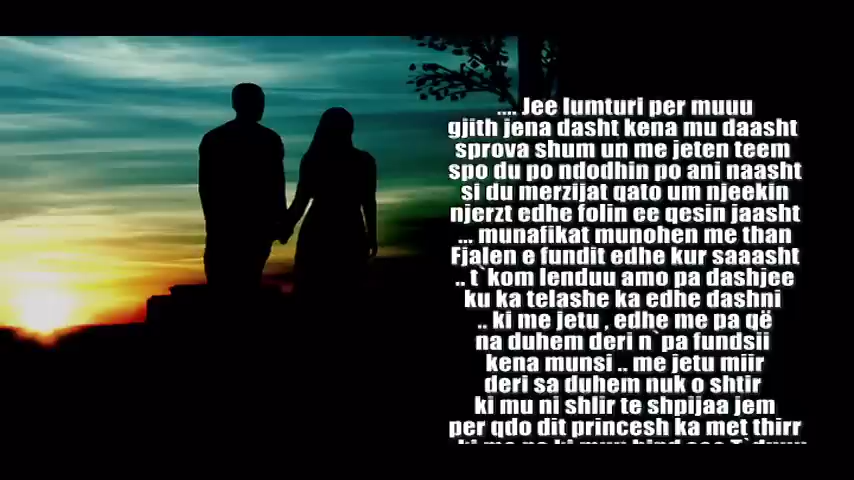 .... Jee lumturi per muuu
gjith jena dasht kena mu daasht
sprova shum un me jeten teem
spo du po ndodhin po ani naasht
si du merzijat qato um njeekin
njerzt edhe folin ee qesin jaasht
... munafikat munohen me than
Fjalen e fundit edhe kur saaasht
.. t`kom lenduu amo pa dashjee
ku ka telashe ka edhe dashni
.. ki me jetu , edhe me pa që
na duhem deri n`pa fundsii
kena munsi .. me jetu miir
deri sa duhem nuk o shtir
ki mu ni shlir te shpijaa jem
per qdo dit princesh ka met thirr